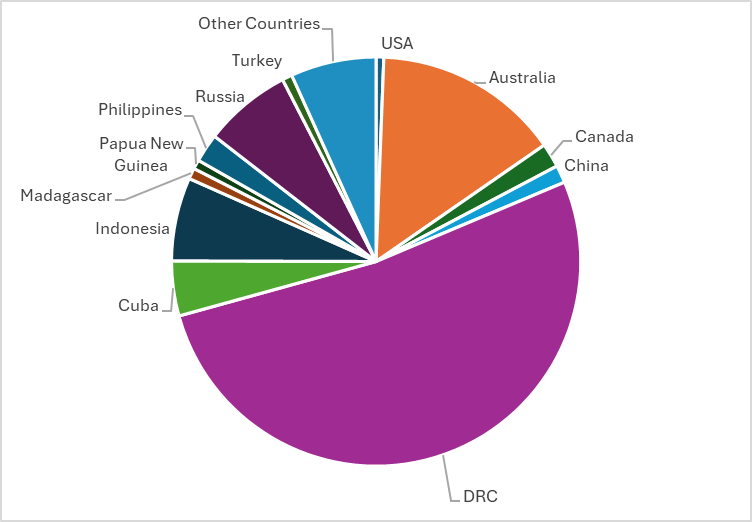 Other Countries
USA
Turkey
Australia
Russia
Philippines
Canada
Papua New
Guinea
China
Madagascar
Indonesia
Cuba
DRC